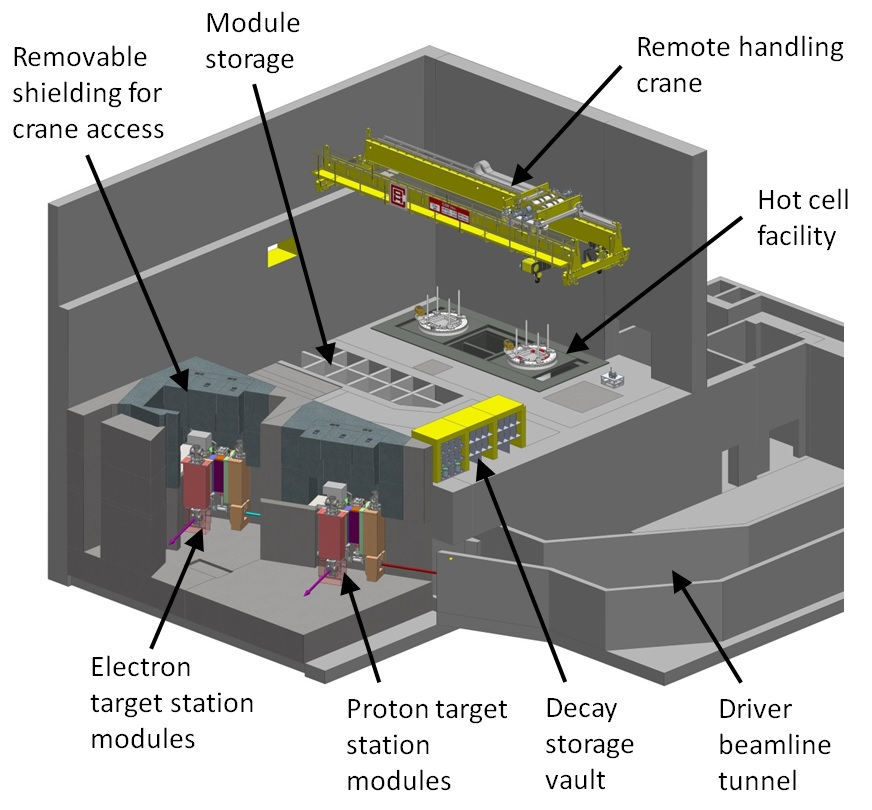 Module
storage
Removable
shielding for
crane access
Remote handling
crane
Hot cell
facility
Electron
target station
modules
Proton target
station
modules
Decay
storage
vault
Driver
beamline
tunnel